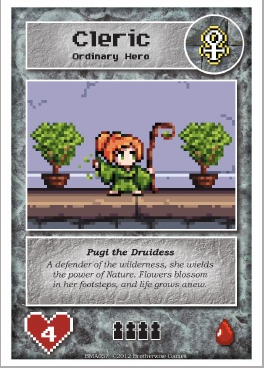 Cleric
Ordinary Hero
Pugi the Druidess
A defender of the wilderness, she wields
the power of Nature. Flowers blossom
in her footsteps, and life grows anew.
4
BMA057 ©2012 Brotherwise Games